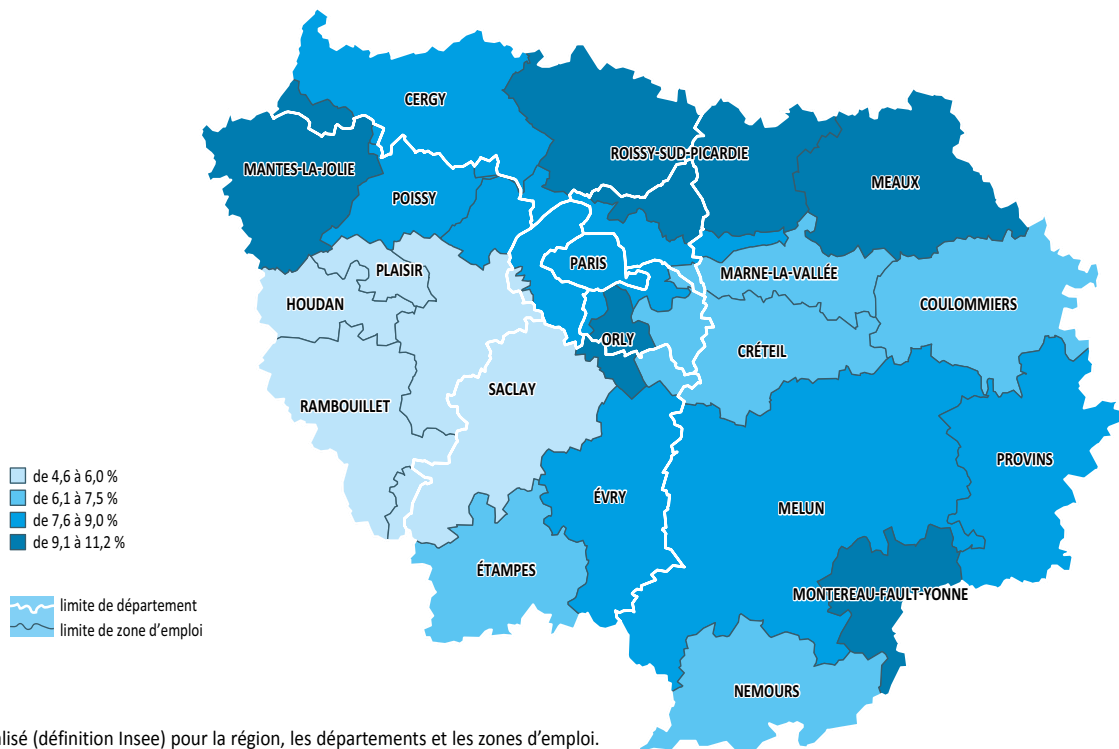 CERGY
ROISSY-SUD-PICARDIE
MANTES-LA-JOLIE
MEAUX
POISSY
PARIS
PLAISIR
MARNE-LA-VALLÉE
HOUDAN
COULOMMIERS
ORLY
CRÉTEIL
SACLAY
RAMBOUILLET
PROVINS
ÉVRY
MELUN
ÉTAMPES
MONTEREAU-FAULT-YONNE
NEMOURS
de 4,6 à 6,0 %
de 6,1 à 7,5 %
de 7,6 à 9,0 %
de 9,1 à 11,2 %
limite de département
limite de zone d'emploi
lisé (définition Insee) pour la région, les départements et les zones d'emploi.